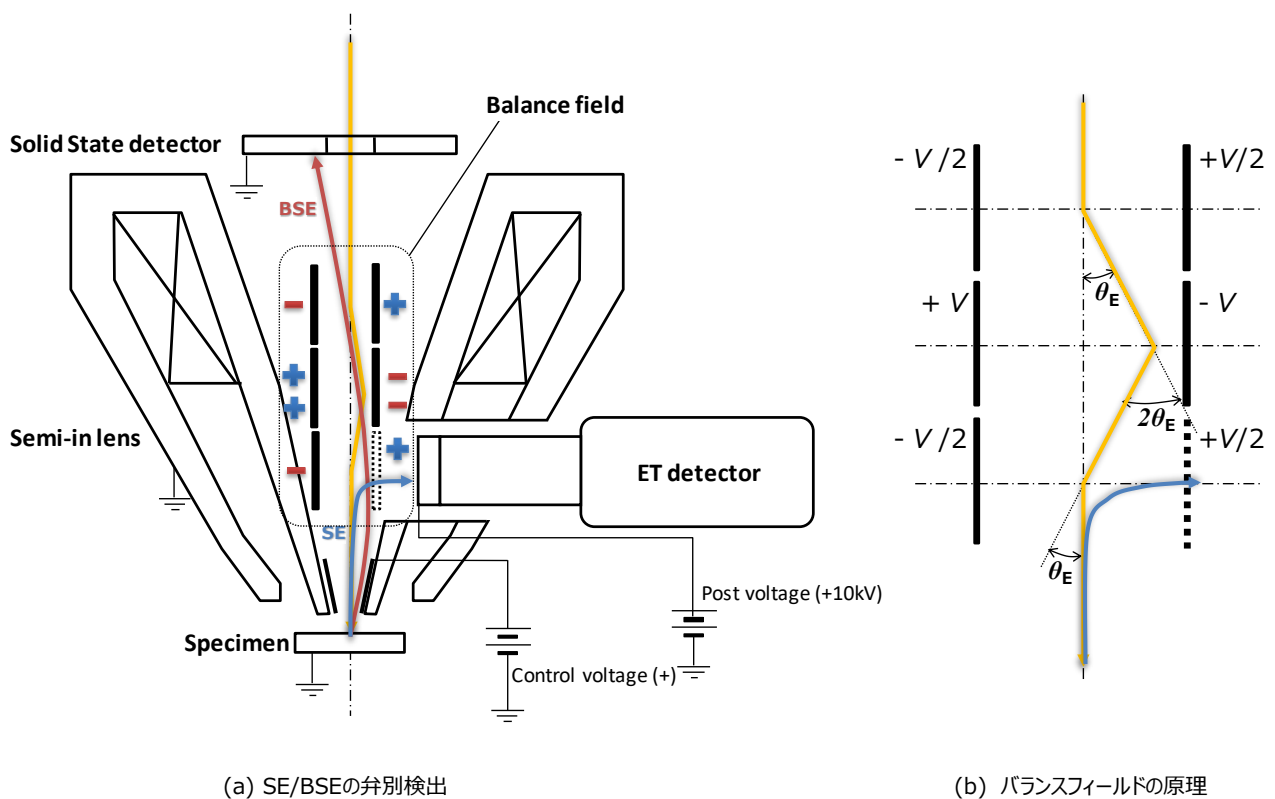 Balance field
Solid State detector
BSE
Semi-in lens
ET detector
SE
Post voltage (+10kV)
Specimen
Control voltage (+)
(a) SE/BSEの弁別検出
- V /2
+V/2
θE
+ V
- V
2θE
- V /2
+V/2
θE
(b) バランスフィールドの原理